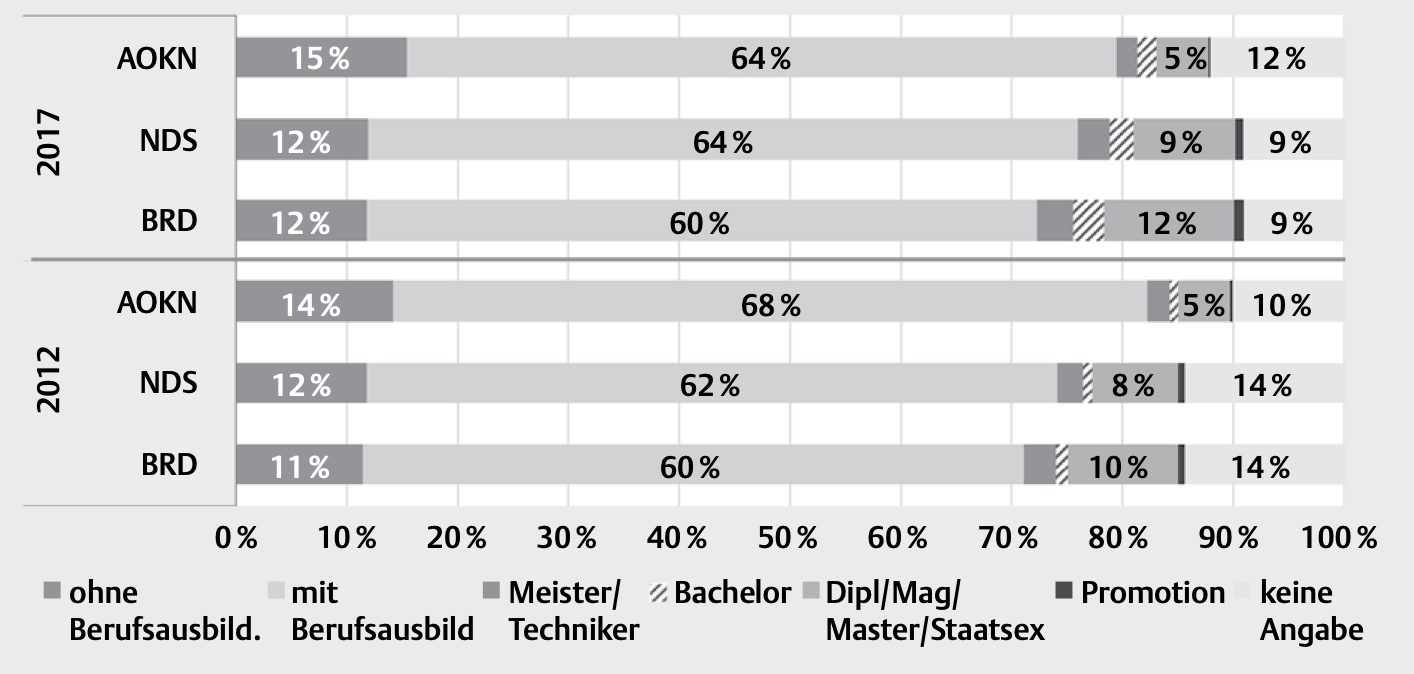 2017
AOKN 15 % 64 % 5 % 12 %
NDS 12 % 64 % 9 % 9 %
BRD 12 % 60 % 12 % 9 %
2012
AOKN 14 % 68 % 5 % 10 %
NDS 12 % 62 % 8 % 14 %
BRD 11 % 60 % 10 % 14 %
0 % 10 % 20 % 30 % 40 % 50 % 60 % 70 % 80 % 90 % 100 %
ohne mit Meister/ Bachelor Dipl/Mag/ Promotion keine
Berufsausbild. Berufsausbild Techniker Master/Staatsex Angabe